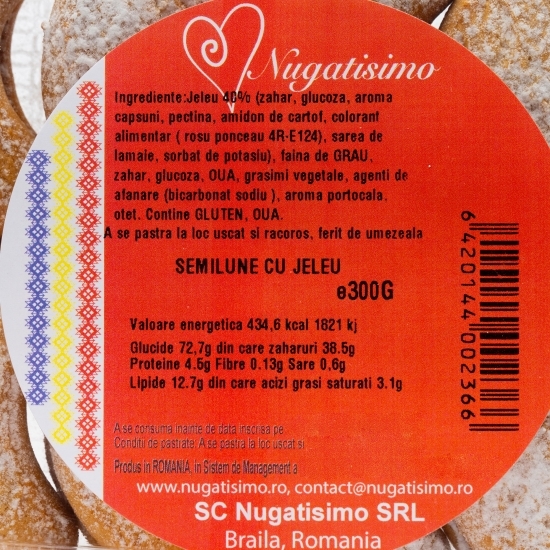 Nugatisimo
Ingrediente:Jeleu 40% (zahar, glucoza, aroma
capsuni, pectina, amidon de cartof, colorant
alimentar ( rosu ponceau 4R-E124), sarea de
lamaie, sorbat de potasiu), faina de GRAU,
zahar, glucoza, OUA, grasimi vegetale, agenti de
afanare (bicarbonat sodiu ), aroma portocala,
otet. Contine GLUTEN, OUA.
A se pastra la loc uscat si racoros, ferit de umezeala
SEMILUNE CU JELEU
e300G
6420144002366
Valoare energetica 434,6 kcal 1821 kj
Glucide 72,7g din care zaharuri 38.5g
Proteine 4.5g Fibre 0.13g Sare 0,6g
Lipide 12.7g din care acizi grasi saturati 3.1g
A se consuma inainte de data inscrisa pe
Conditii de pastrare: A se pastra la loc uscat si
Produs in ROMANIA, in Sistem de Management a
www.nugatisimo.ro, contact@nugatisimo.ro
SC Nugatisimo SRL
Braila, Romania